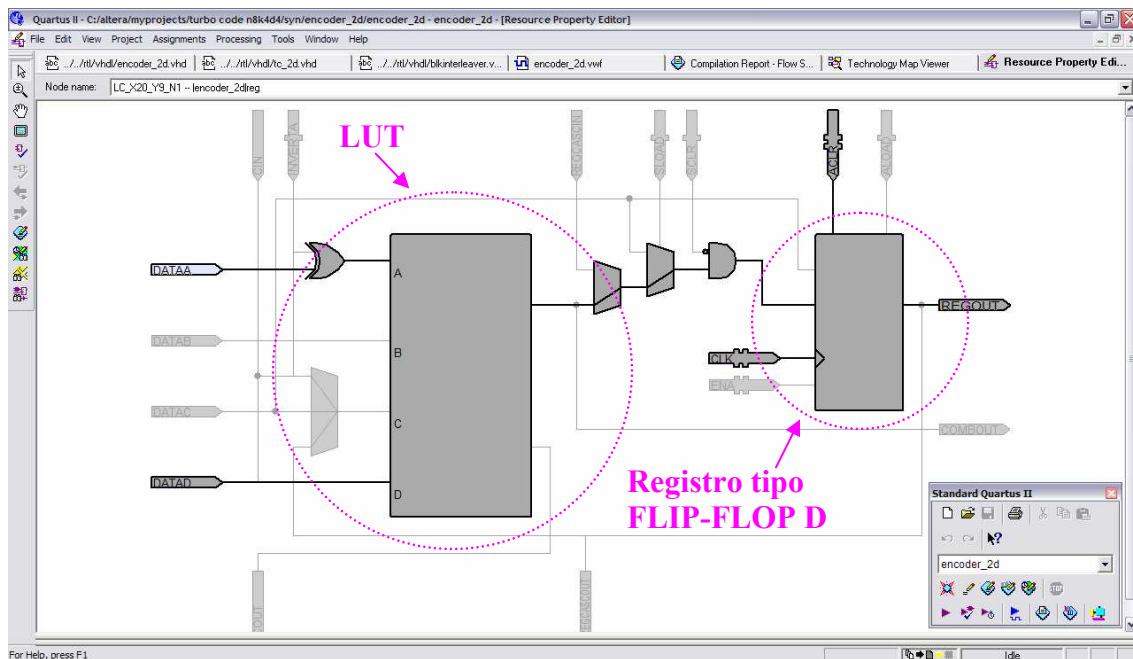 Quartus II - C:/altera/myprojects/turbo code n8k4d4/syn/encoder_2d/encoder_2d - encoder_2d - [Resource Property Editor]
File Edit View Project Assignments Processing Tools Window Help
../../rtl/vhdl/encoder_2d.vhd
../../rtl/vhdl/tc_2d.vhd
../../rtl/vhdl/blkinterleaver.v...
encoder_2d.vwf
Compilation Report - Flow S...
Technology Map Viewer
Resource Property Edi...
Node name: LC_X20_Y9_N1 -- |encoder_2d|reg
CIN
INVERTA
LUT
REGCASCIN
SLOAD
SCLR
ACLR
ALOAD
DATAA
A
REGOUT
DATAB
B
CLK
ENA
DATAC
C
COMBOUT
DATAD
D
Registro tipo
FLIP-FLOP D
Standard Quartus II
encoder_2d
For Help, press F1
Idle